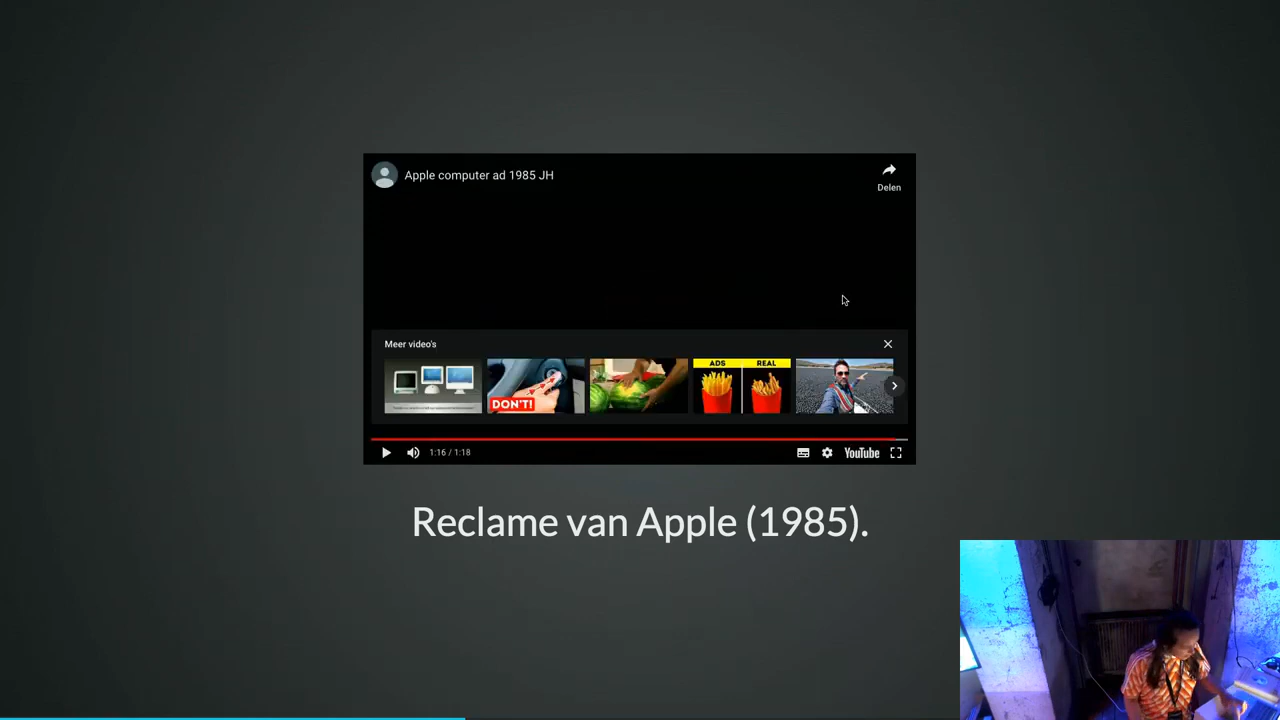 Apple computer ad 1985 JH
Delen
Meer video's
DON'T!
ADS
REAL
1:16 / 1:18
YouTube
Reclame van Apple (1985).